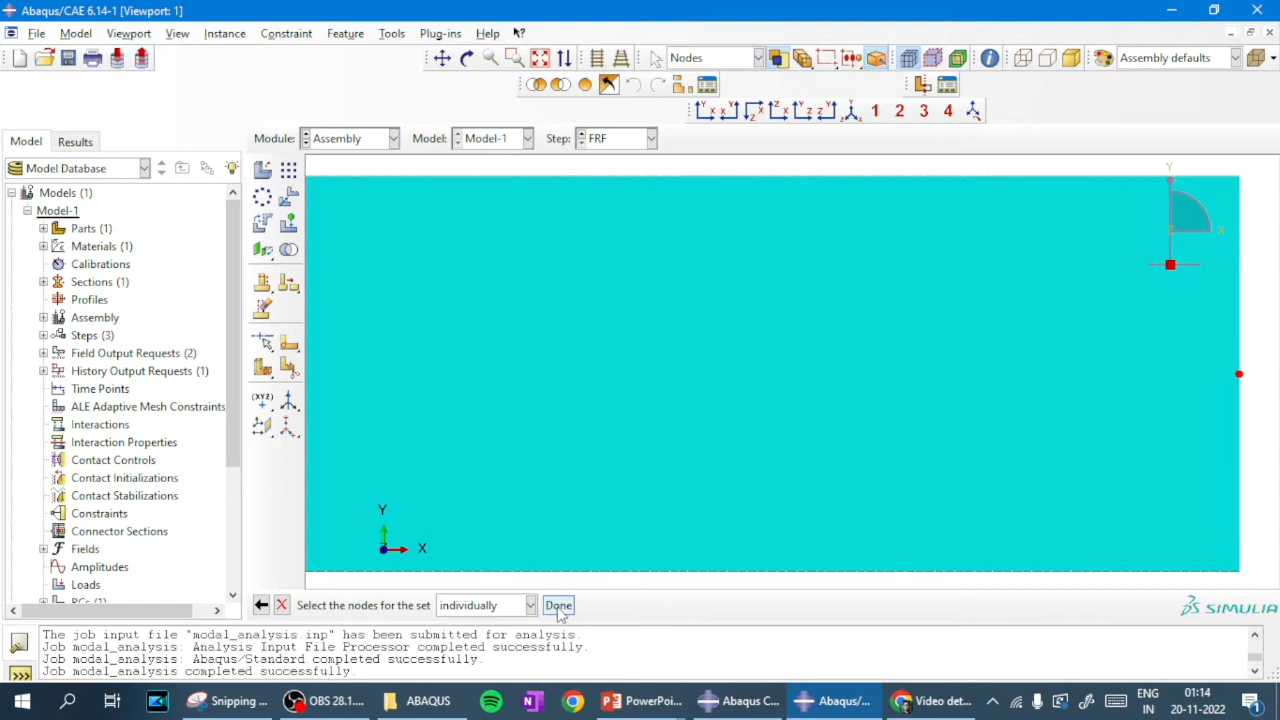 Abaqus/CAE 6.14-1 [Viewport: 1]
File Model Viewport View Instance Constraint Feature Tools Plug-ins Help
Nodes Assembly defaults
1 2 3 4
Model Results Module: Assembly Model: Model-1 Step: FRF
Model Database
Models (1)
Model-1
Parts (1)
Materials (1)
Calibrations
Sections (1)
Profiles
Assembly
Steps (3)
Field Output Requests (2)
History Output Requests (1)
Time Points
ALE Adaptive Mesh Constraints
Interactions
Interaction Properties
Contact Controls
Contact Initializations
Contact Stabilizations
Constraints
Connector Sections
Fields
Amplitudes
Loads
BCs (1)
(XYZ)
Y
X
Z
Y
X
Select the nodes for the set individually Done
SIMULIA
The job input file "modal_analysis.inp" has been submitted for analysis.
Job modal_analysis: Analysis Input File Processor completed successfully.
Job modal_analysis: Abaqus/Standard completed successfully.
Job modal_analysis completed successfully.
Snipping ... OBS 28.1.... ABAQUS PowerPoi... Abaqus C... Abaqus/... Video det...
ENG
IN
01:14
20-11-2022